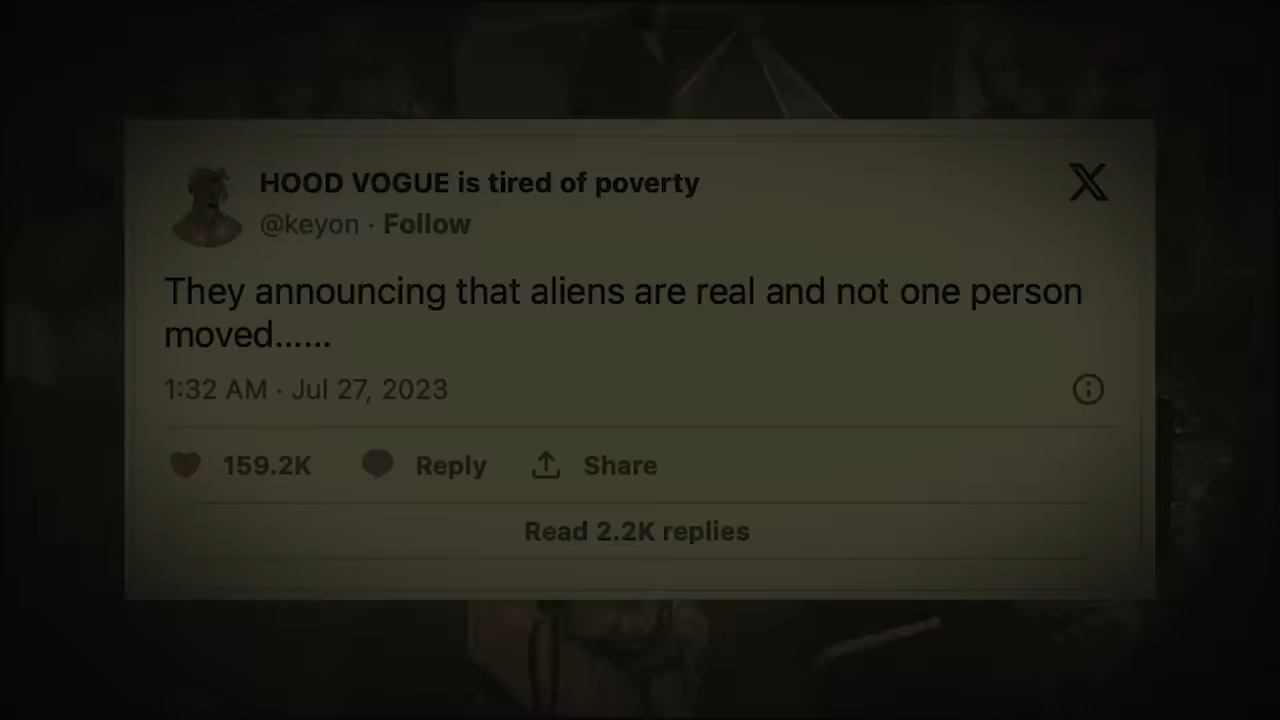 HOOD VOGUE is tired of poverty
@keyon · Follow
They announcing that aliens are real and not one person
moved......
1:32 AM · Jul 27, 2023
159.2K Reply Share
Read 2.2K replies